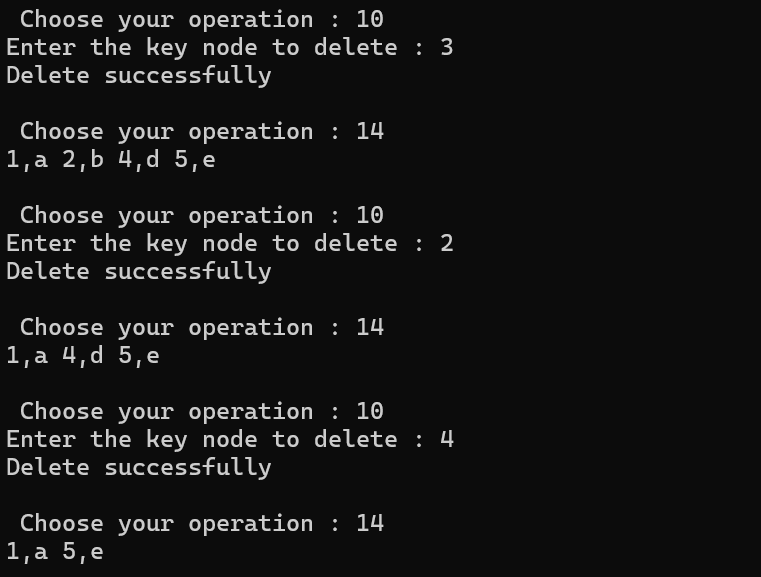 Choose your operation : 10
Enter the key node to delete : 3
Delete successfully
Choose your operation : 14
1,a 2,b 4,d 5,e
Choose your operation : 10
Enter the key node to delete : 2
Delete successfully
Choose your operation : 14
1,a 4,d 5,e
Choose your operation : 10
Enter the key node to delete : 4
Delete successfully
Choose your operation : 14
1,a 5,e